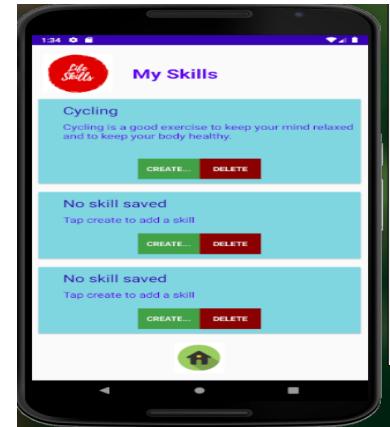 1:34
Life
Skills
My Skills
Cycling
Cycling is a good exercise to keep your mind relaxed
and to keep your body healthy.
CREATE... DELETE
No skill saved
Tap create to add a skill
CREATE... DELETE
No skill saved
Tap create to add a skill
CREATE... DELETE